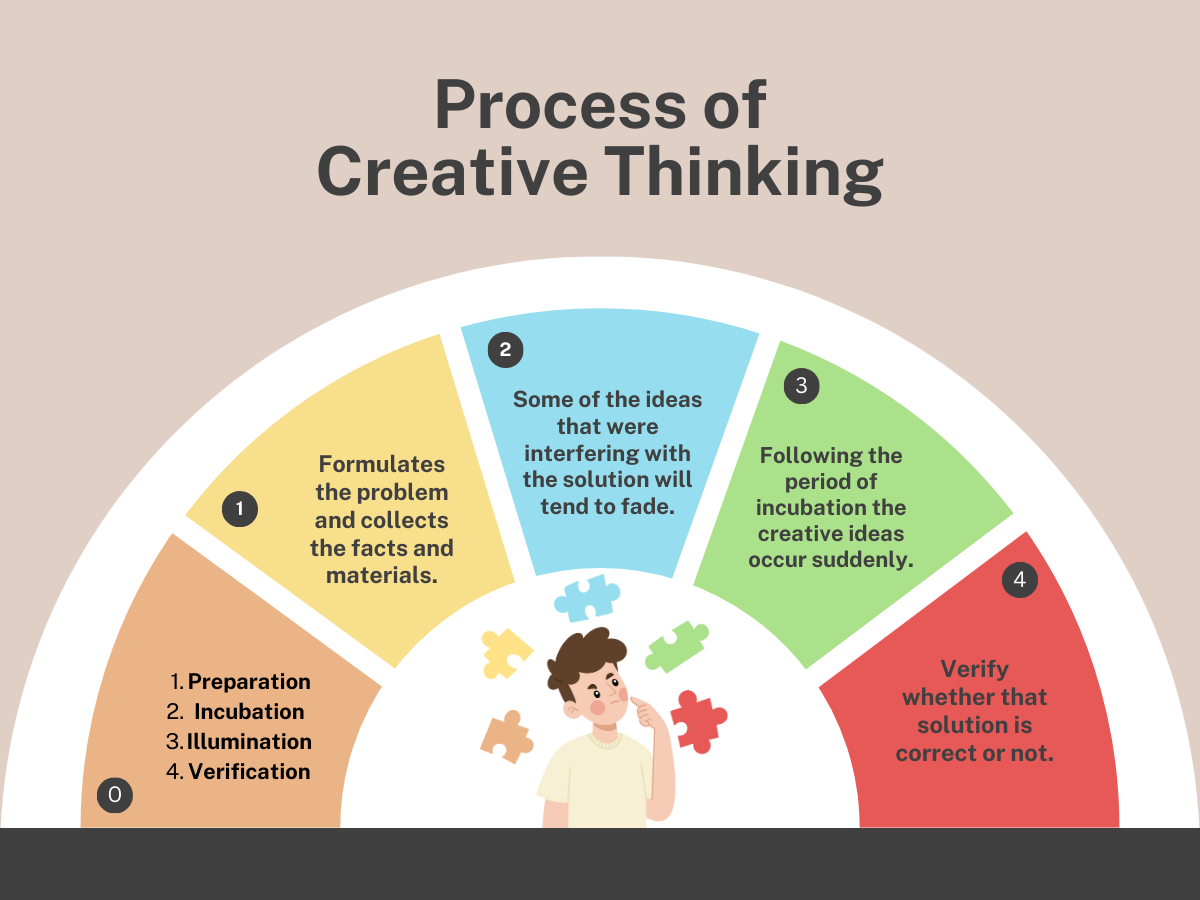 Process of
Creative Thinking
0
1. Preparation
2. Incubation
3. Illumination
4. Verification
1
Formulates
the problem
and collects
the facts and
materials.
2
Some of the ideas
that were
interfering with
the solution will
tend to fade.
3
Following the
period of
incubation the
creative ideas
occur suddenly.
4
Verify
whether that
solution is
correct or not.